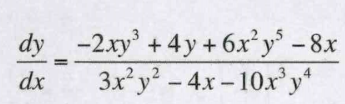 dy/dx = (-2xy³ + 4y + 6x²y⁵ - 8x)/(3x²y² - 4x - 10x³y⁴)